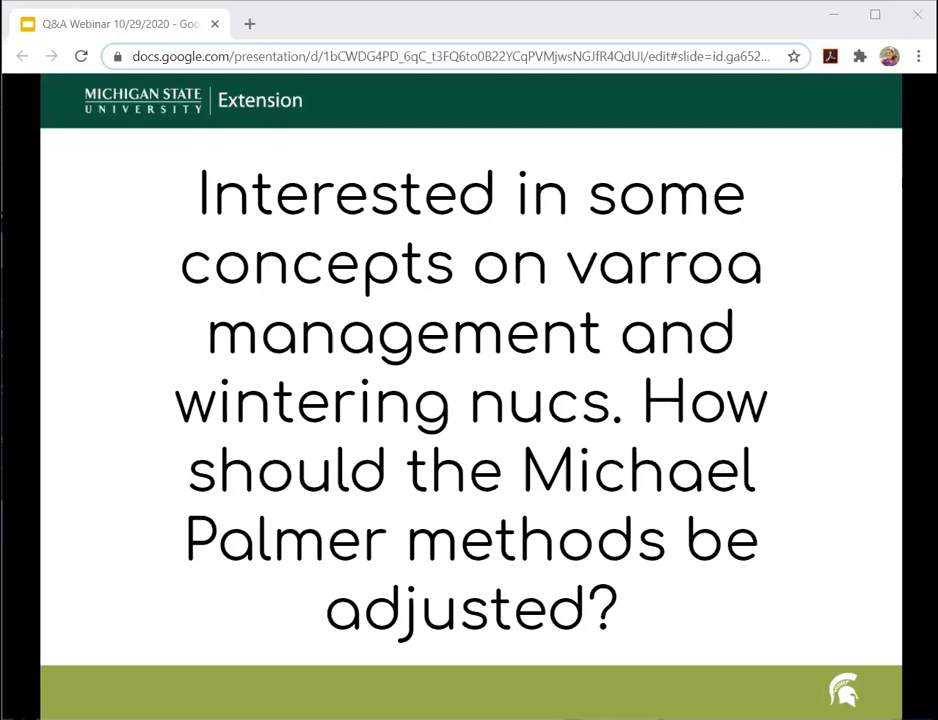 Q&A Webinar 10/29/2020 - Goo
docs.google.com/presentation/d/1bCWDG4PD_6qC_t3FQ6to0B22YCqPVMjwsNGJfR4QdUI/edit#slide=id.ga652...
MICHIGAN STATE
UNIVERSITY
Extension
Interested in some
concepts on varroa
management and
wintering nucs. How
should the Michael
Palmer methods be
adjusted?